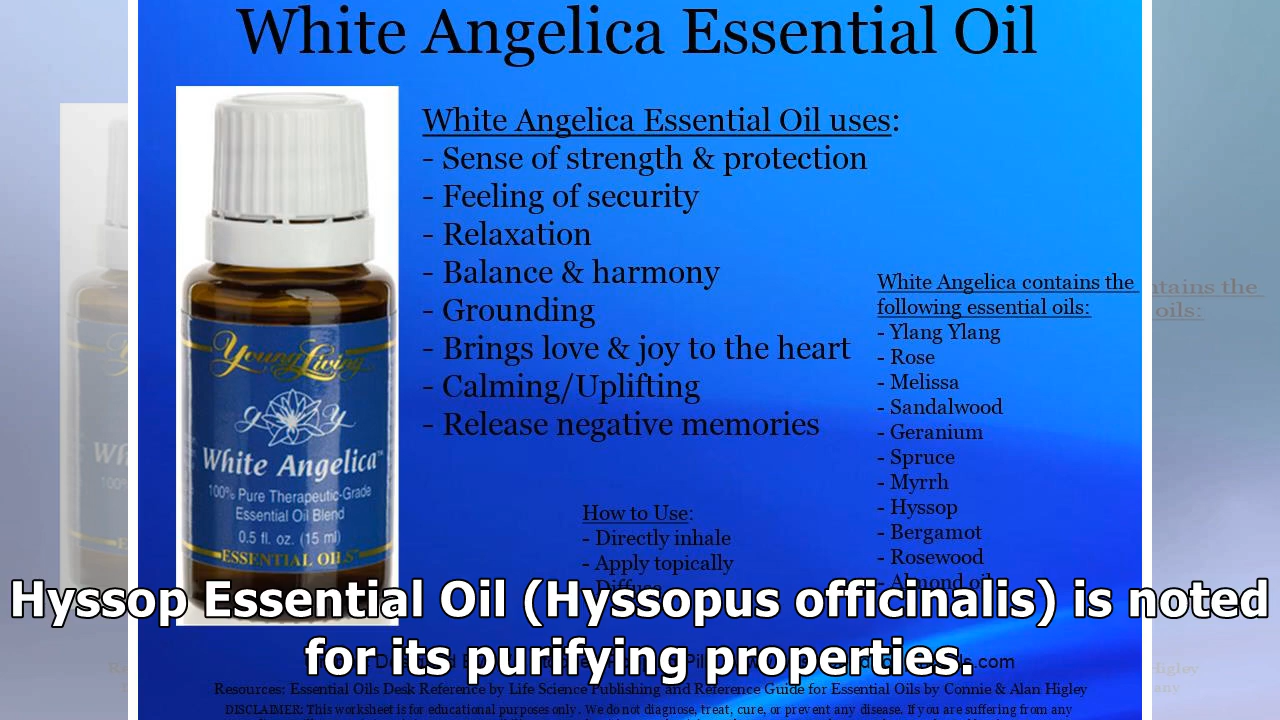 White Angelica Essential Oil
White Angelica Essential Oil uses:
- Sense of strength & protection
- Feeling of security
- Relaxation
- Balance & harmony
- Grounding
- Brings love & joy to the heart
- Calming/Uplifting
- Release negative memories
White Angelica contains the
following essential oils:
- Ylang Ylang
- Rose
- Melissa
- Sandalwood
- Geranium
- Spruce
- Myrrh
- Hyssop
- Bergamot
- Rosewood
- Almond oil
How to Use:
- Directly inhale
- Apply topically
- Diffuse
Young Living
G Y
White Angelica™
100% Pure Therapeutic-Grade
Essential Oil Blend
0.5 fl. oz. (15 ml)
ESSENTIAL OILS
Hyssop Essential Oil (Hyssopus officinalis) is noted
for its purifying properties.
Resources: Essential Oils Desk Reference by Life Science Publishing and Reference Guide for Essential Oils by Connie & Alan Higley
DISCLAIMER: This worksheet is for educational purposes only. We do not diagnose, treat, cure, or prevent any disease. If you are suffering from any